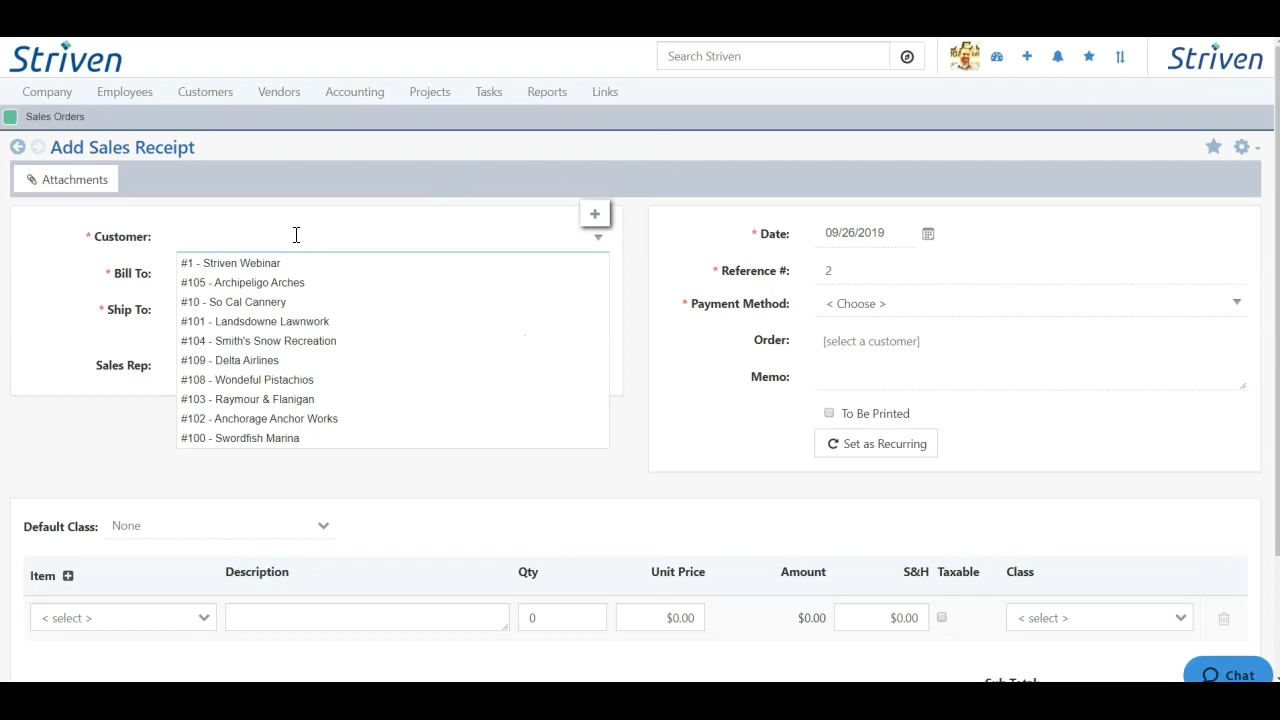 Striven
Search Striven
Striven
Company Employees Customers Vendors Accounting Projects Tasks Reports Links
Sales Orders
Add Sales Receipt
Attachments
* Customer:
#1 - Striven Webinar
#105 - Archipeligo Arches
#10 - So Cal Cannery
#101 - Landsdowne Lawnwork
#104 - Smith's Snow Recreation
#109 - Delta Airlines
#108 - Wondeful Pistachios
#103 - Raymour & Flanigan
#102 - Anchorage Anchor Works
#100 - Swordfish Marina
* Bill To:
* Ship To:
Sales Rep:
* Date: 09/26/2019
* Reference #: 2
* Payment Method: < Choose >
Order: [select a customer]
Memo:
To Be Printed
Set as Recurring
Default Class: None
Item Description Qty Unit Price Amount S&H Taxable Class
< select > 0 $0.00 $0.00 $0.00 < select >
Sub Total:
Chat